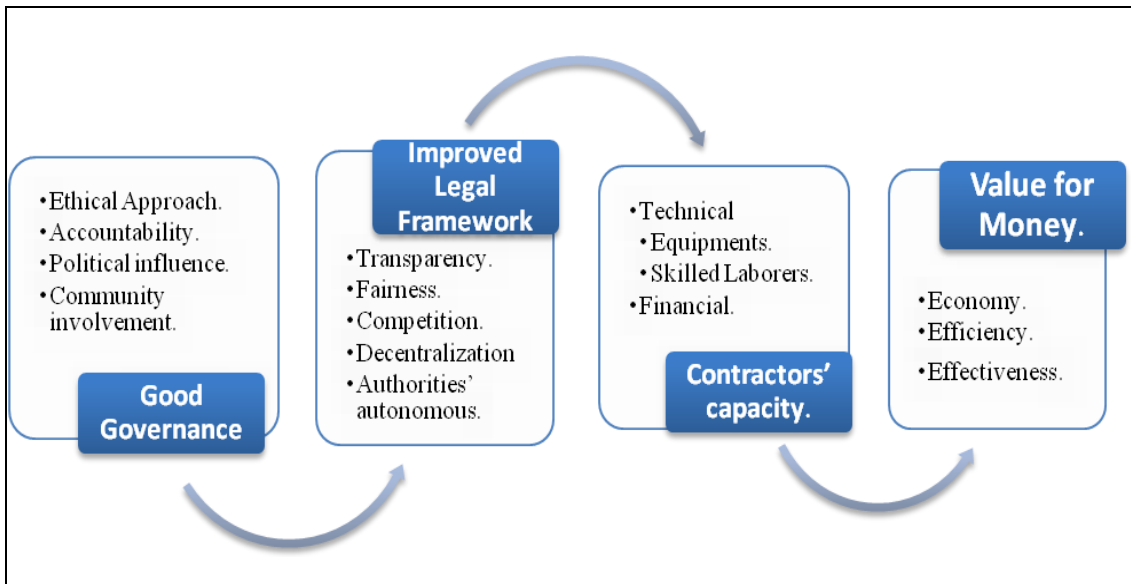 •Ethical Approach.
•Accountability.
•Political influence.
•Community
involvement.
Good
Governance
Improved
Legal
Framework
•Transparency.
•Fairness.
•Competition.
•Decentralization
•Authorities’
autonomous.
•Technical
•Equipments.
•Skilled Laborers.
•Financial.
Contractors’
capacity.
Value for
Money.
•Economy.
•Efficiency.
•Effectiveness.